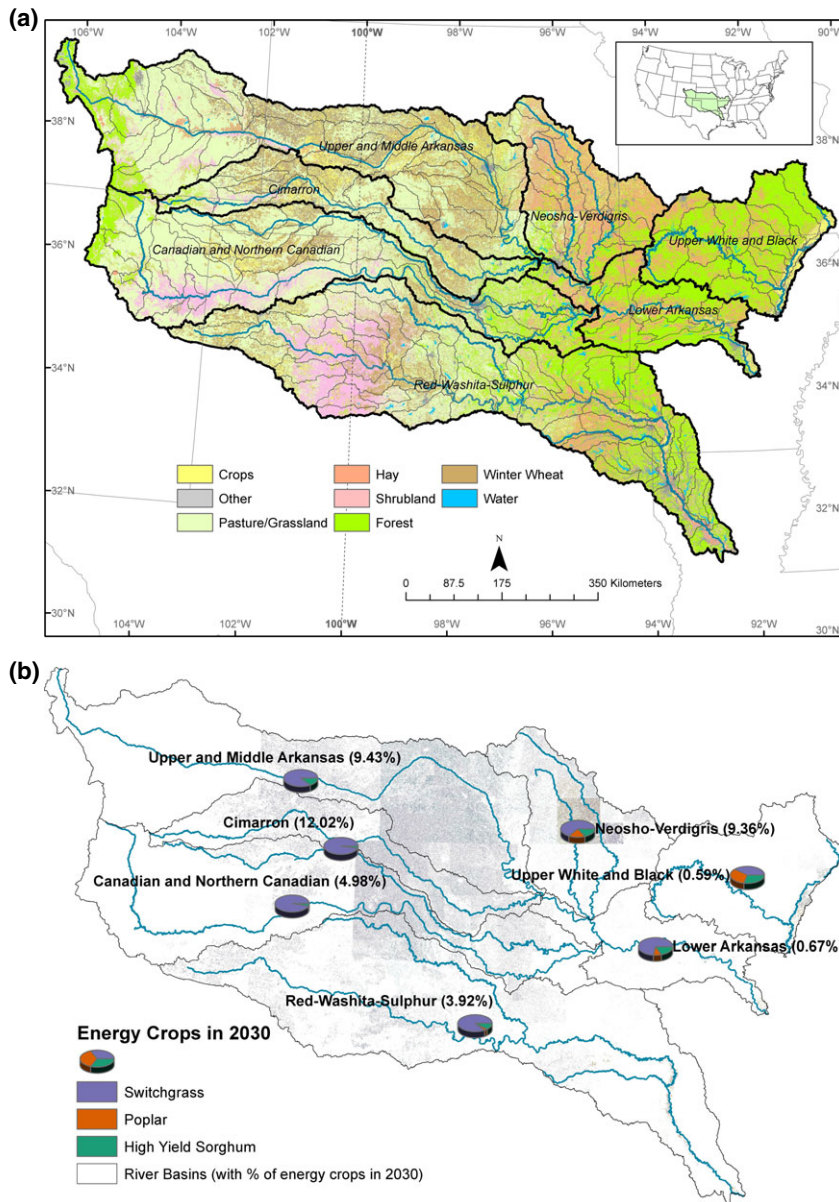 (a)
106°W 104°W 102°W 100°W 98°W 96°W 94°W 92°W 90°W
38°N
38°N
Upper and Middle Arkansas
Cimarron
Neosho-Verdigris
36°N
Canadian and Northern Canadian
Upper White and Black
36°N
Lower Arkansas
34°N
34°N
Red-Washita-Sulphur
32°N
32°N
Crops
Hay
Winter Wheat
Other
Shrubland
Water
Pasture/Grassland
Forest
N
0 87.5 175 350 Kilometers
30°N
30°N
104°W 102°W 100°W 98°W 96°W 94°W 92°W
(b)
Upper and Middle Arkansas (9.43%)
Cimarron (12.02%)
Neosho-Verdigris (9.36%)
Canadian and Northern Canadian (4.98%)
Upper White and Black (0.59%)
Lower Arkansas (0.67%
Red-Washita-Sulphur (3.92%)
Energy Crops in 2030
Switchgrass
Poplar
High Yield Sorghum
River Basins (with % of energy crops in 2030)